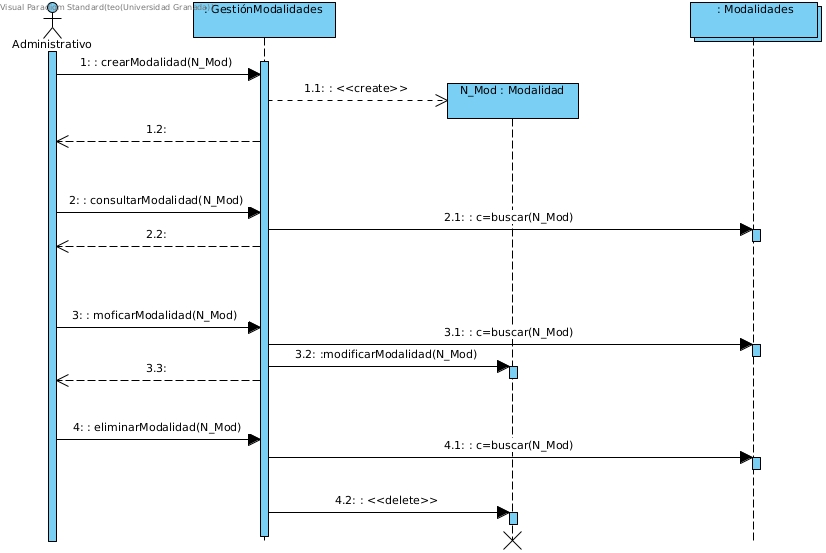 Visual Paradigm Standard(teo(Universidad Granada))
: GestiónModalidades
: Modalidades
Administrativo
1: : crearModalidad(N_Mod)
1.1: : <<create>>
N_Mod : Modalidad
1.2:
2: : consultarModalidad(N_Mod)
2.1: : c=buscar(N_Mod)
2.2:
3: : moficarModalidad(N_Mod)
3.1: : c=buscar(N_Mod)
3.2: :modificarModalidad(N_Mod)
3.3:
4: : eliminarModalidad(N_Mod)
4.1: : c=buscar(N_Mod)
4.2: : <<delete>>